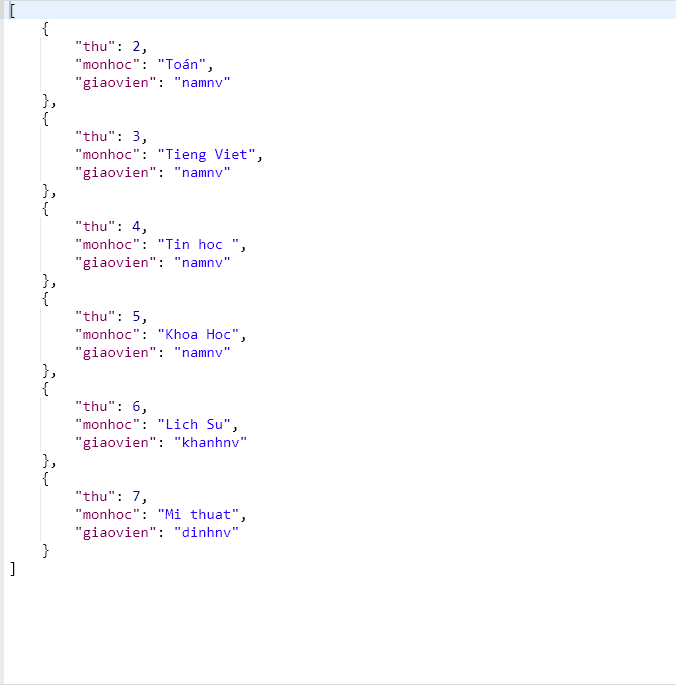 [
    {
        "thu": 2,
        "monhoc": "Toán",
        "giaovien": "namnv"
    },
    {
        "thu": 3,
        "monhoc": "Tieng Viet",
        "giaovien": "namnv"
    },
    {
        "thu": 4,
        "monhoc": "Tin hoc ",
        "giaovien": "namnv"
    },
    {
        "thu": 5,
        "monhoc": "Khoa Hoc",
        "giaovien": "namnv"
    },
    {
        "thu": 6,
        "monhoc": "Lich Su",
        "giaovien": "khanhnv"
    },
    {
        "thu": 7,
        "monhoc": "Mi thuat",
        "giaovien": "dinhnv"
    }
]